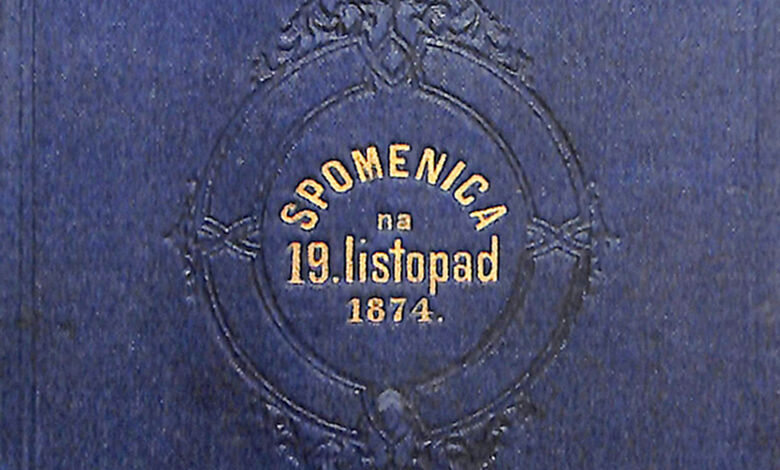 SPOMENICA
na
19. listopad
1874.